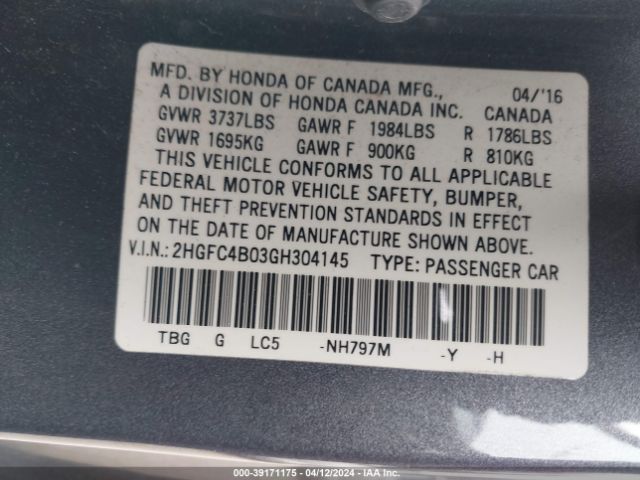 MFD. BY HONDA OF CANADA MFG., 04/'16
A DIVISION OF HONDA CANADA INC. CANADA
GVWR 3737LBS GAWR F 1984LBS R 1786LBS
GVWR 1695KG GAWR F 900KG R 810KG
THIS VEHICLE CONFORMS TO ALL APPLICABLE
FEDERAL MOTOR VEHICLE SAFETY, BUMPER,
AND THEFT PREVENTION STANDARDS IN EFFECT
ON THE DATE OF MANUFACTURE SHOWN ABOVE.
V.I.N.: 2HGFC4B03GH304145 TYPE: PASSENGER CAR
TBG G LC5 -NH797M -Y -H
000-39171175 - 04/12/2024 - IAA Inc.